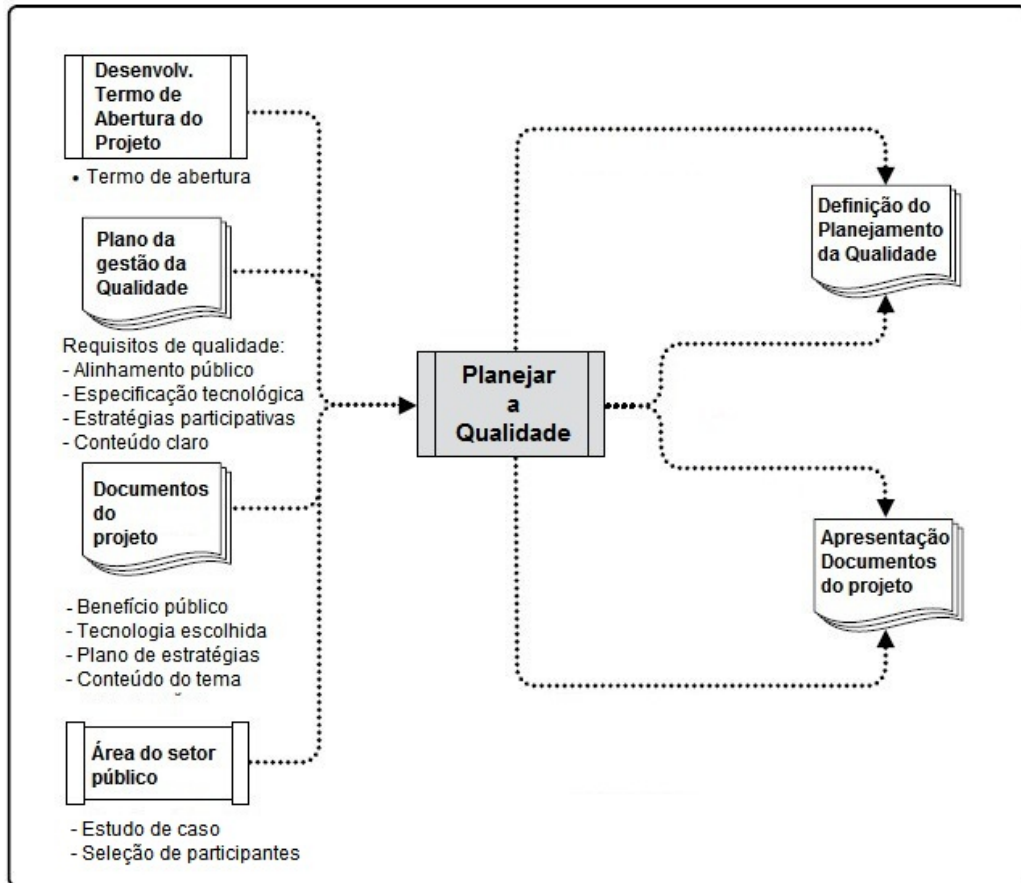 Desenvolv.
Termo de
Abertura do
Projeto
• Termo de abertura
Plano da
gestão da
Qualidade
Requisitos de qualidade:
- Alinhamento público
- Especificação tecnológica
- Estratégias participativas
- Conteúdo claro
Documentos
do
projeto
- Benefício público
- Tecnologia escolhida
- Plano de estratégias
- Conteúdo do tema
Área do setor
público
- Estudo de caso
- Seleção de participantes
Planejar
a
Qualidade
Definição do
Planejamento
da Qualidade
Apresentação
Documentos
do projeto